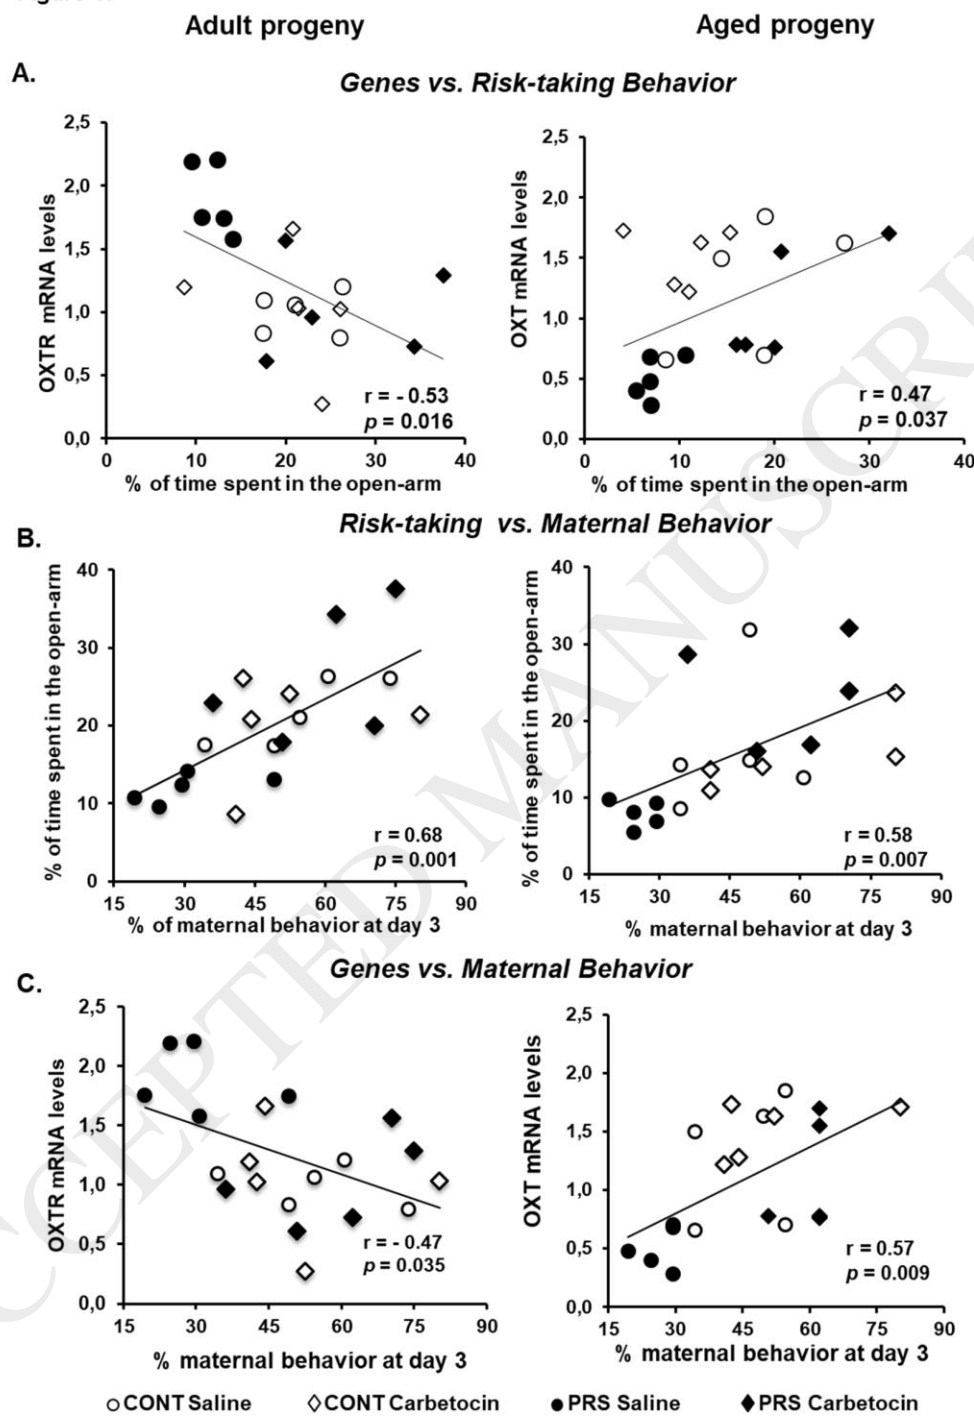 Adult progeny
Aged progeny
A.
Genes vs. Risk-taking Behavior
OXTR mRNA levels
2,5
2,0
1,5
1,0
0,5
0,0
r = - 0.53
p = 0.016
0 10 20 30 40
% of time spent in the open-arm
OXT mRNA levels
2,5
2,0
1,5
1,0
0,5
0,0
r = 0.47
p = 0.037
0 10 20 30 40
% of time spent in the open-arm
B.
Risk-taking vs. Maternal Behavior
% of time spent in the open-arm
40
30
20
10
0
r = 0.68
p = 0.001
15 30 45 60 75 90
% of maternal behavior at day 3
% of time spent in the open-arm
40
30
20
10
0
r = 0.58
p = 0.007
15 30 45 60 75 90
% maternal behavior at day 3
C.
Genes vs. Maternal Behavior
OXTR mRNA levels
2,5
2,0
1,5
1,0
0,5
0,0
r = - 0.47
p = 0.035
15 30 45 60 75 90
% maternal behavior at day 3
OXT mRNA levels
2,5
2,0
1,5
1,0
0,5
0,0
r = 0.57
p = 0.009
15 30 45 60 75 90
% maternal behavior at day 3
CONT Saline CONT Carbetocin PRS Saline PRS Carbetocin